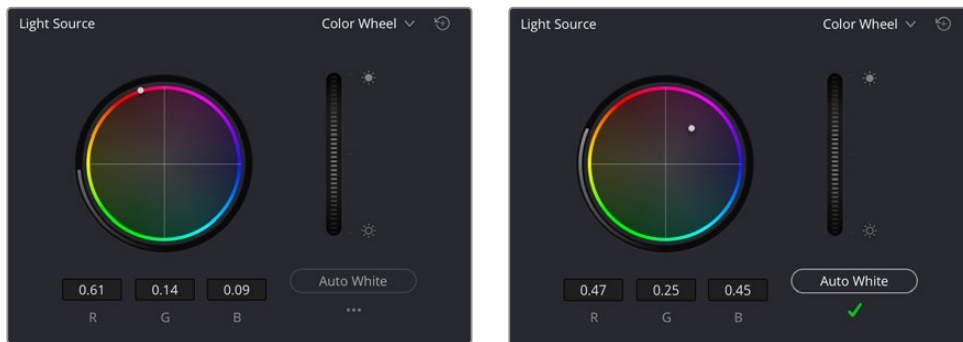 Light Source Color Wheel
0.61 0.14 0.09 Auto White
R G B
Light Source Color Wheel
0.47 0.25 0.45 Auto White
R G B